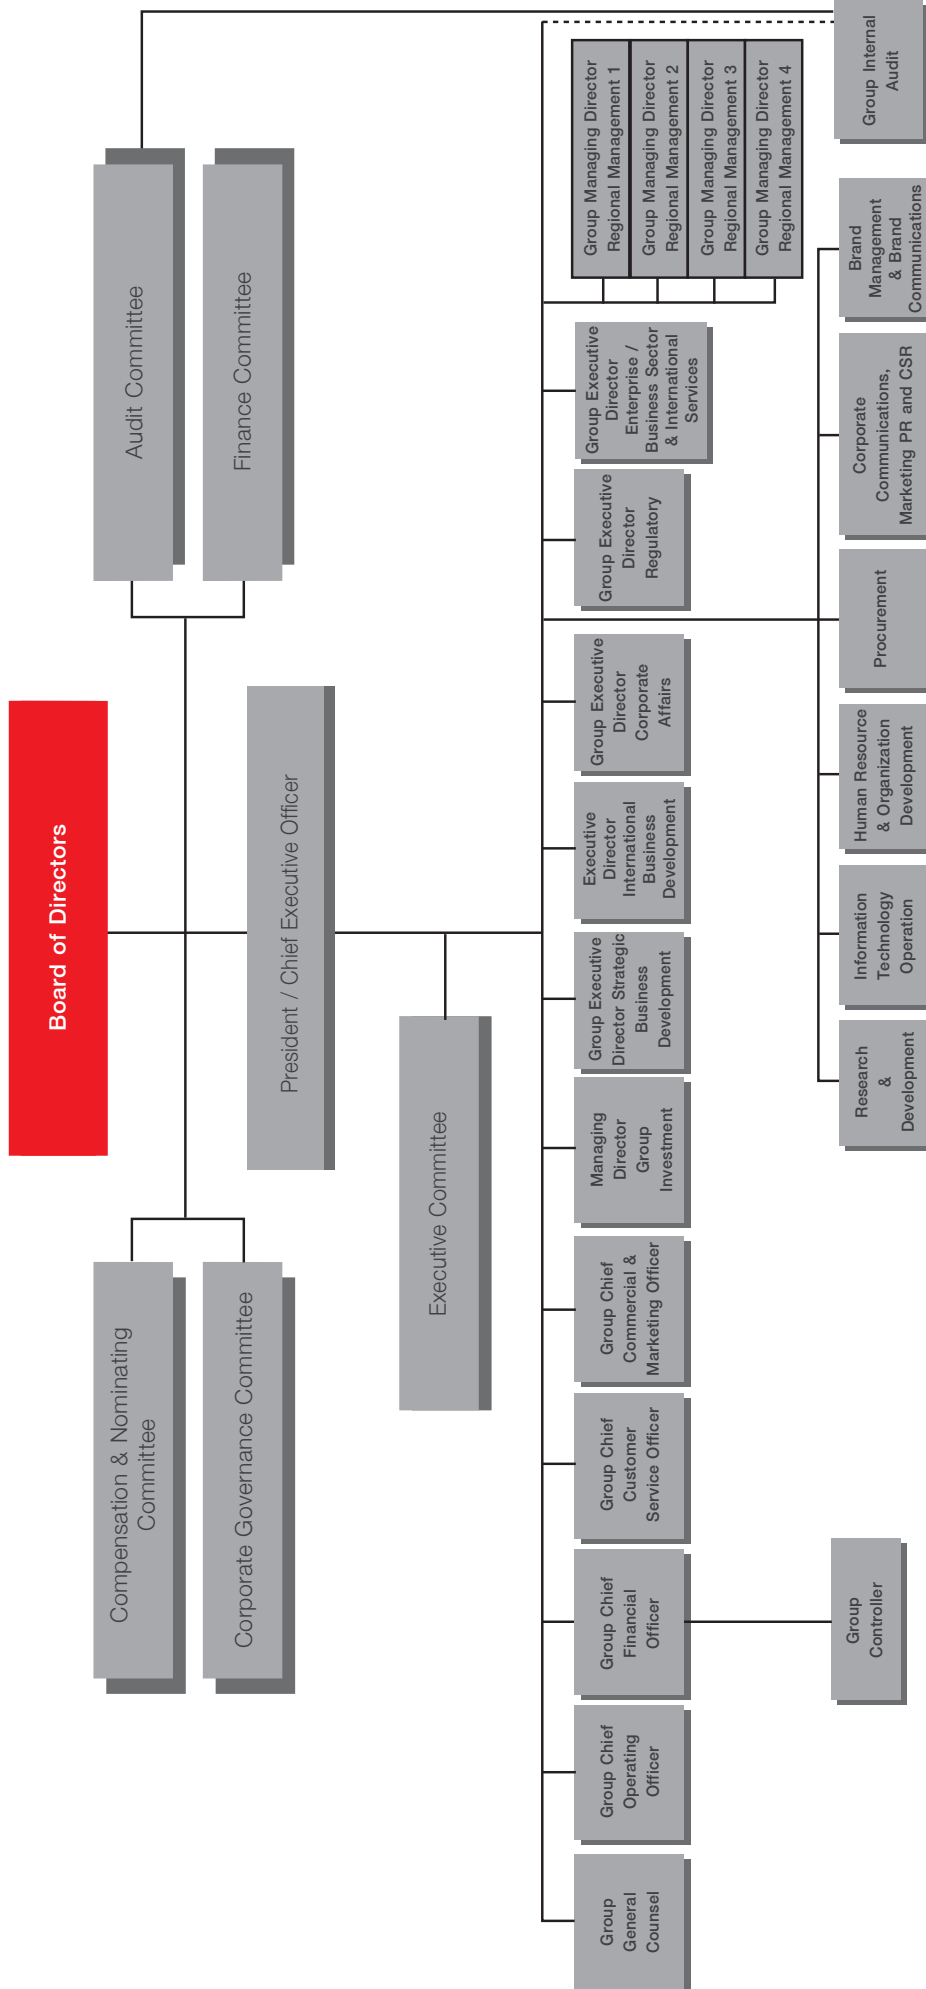 Board of Directors
Compensation & Nominating
Committee
Corporate Governance Committee
Audit Committee
Finance Committee
President / Chief Executive Officer
Executive Committee
Group
General
Counsel
Group Chief
Operating
Officer
Group Chief
Financial
Officer
Group Chief
Customer
Service Officer
Group Chief
Commercial &
Marketing Officer
Managing
Director
Group
Investment
Group Executive
Director Strategic
Business
Development
Executive
Director
International
Business
Development
Group Executive
Director
Corporate
Affairs
Group Executive
Director
Regulatory
Group Executive
Director
Enterprise /
Business Sector
& International
Services
Group Managing Director
Regional Management 1
Group Managing Director
Regional Management 2
Group Managing Director
Regional Management 3
Group Managing Director
Regional Management 4
Group
Controller
Research
&
Development
Information
Technology
Operation
Human Resource
& Organization
Development
Procurement
Corporate
Communications,
Marketing PR and CSR
Brand
Management
& Brand
Communications
Group Internal
Audit